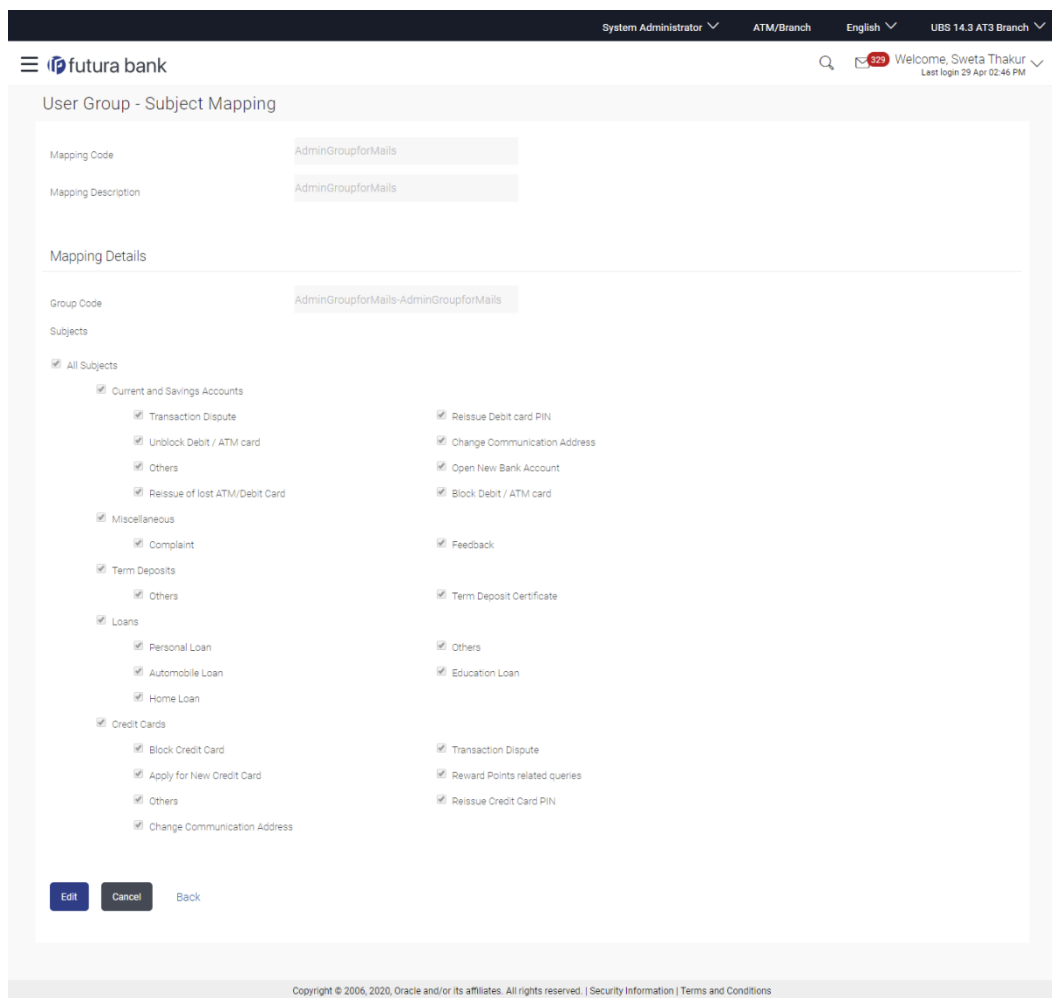 System Administrator ATM/Branch English UBS 14.3 AT3 Branch
futura bank 329 Welcome, Sweta Thakur
Last login 29 Apr 02:46 PM
User Group - Subject Mapping
Mapping Code AdminGroupforMails
Mapping Description AdminGroupforMails
Mapping Details
Group Code AdminGroupforMails-AdminGroupforMails
Subjects
All Subjects
Current and Savings Accounts
Transaction Dispute Reissue Debit card PIN
Unblock Debit / ATM card Change Communication Address
Others Open New Bank Account
Reissue of lost ATM/Debit Card Block Debit / ATM card
Miscellaneous
Complaint Feedback
Term Deposits
Others Term Deposit Certificate
Loans
Personal Loan Others
Automobile Loan Education Loan
Home Loan
Credit Cards
Block Credit Card Transaction Dispute
Apply for New Credit Card Reward Points related queries
Others Reissue Credit Card PIN
Change Communication Address
Edit Cancel Back
Copyright © 2006, 2020, Oracle and/or its affiliates. All rights reserved. | Security Information | Terms and Conditions